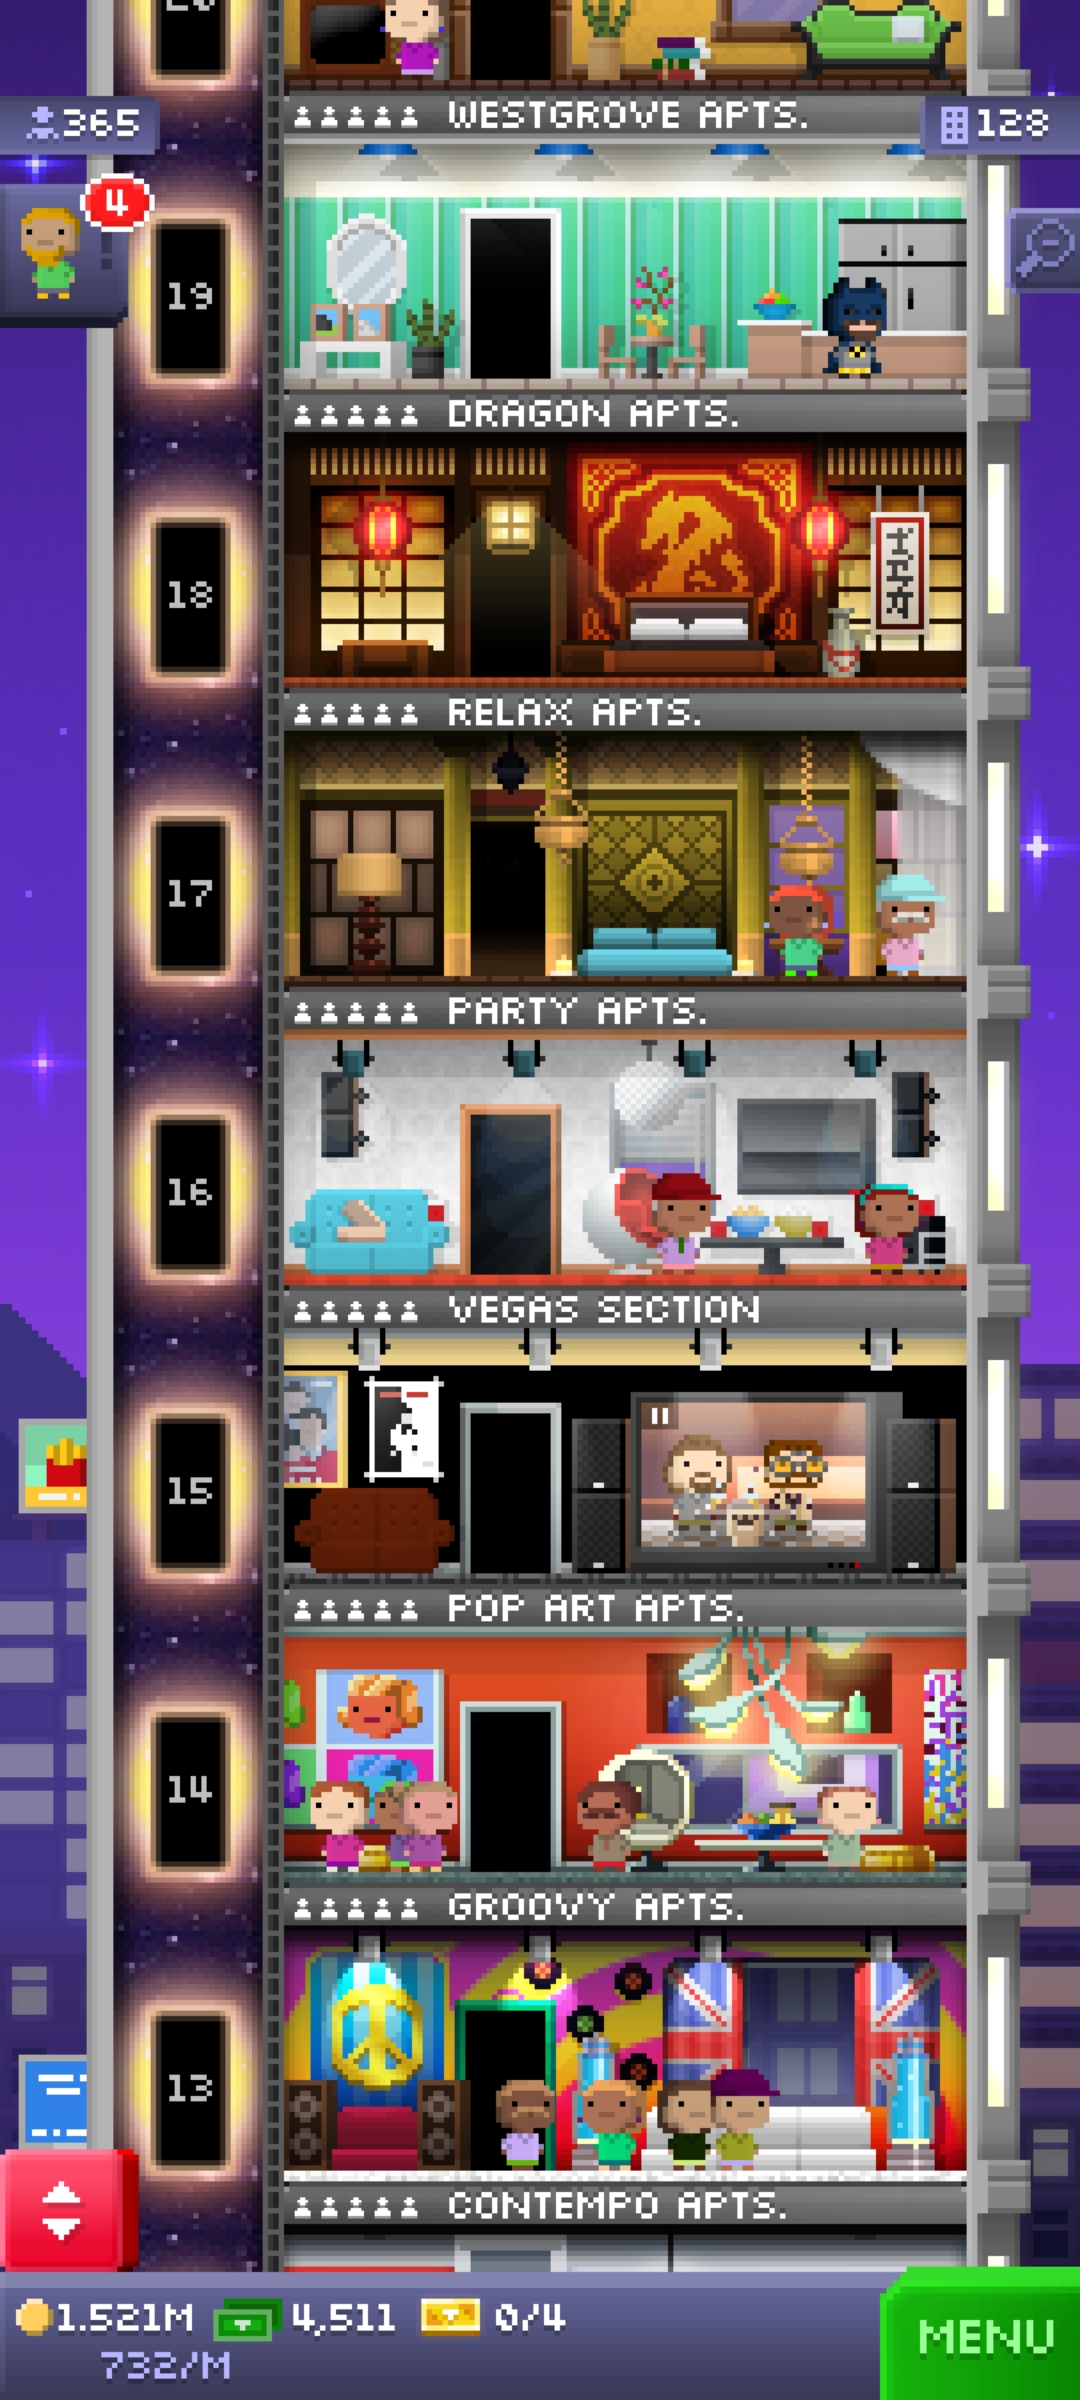 365
128
4
WESTGROVE APTS.
19
DRAGON APTS.
18
RELAX APTS.
17
PARTY APTS.
16
VEGAS SECTION
15
POP ART APTS.
14
GROOVY APTS.
13
CONTEMPO APTS.
1.521M 4,511 0/4
732/M
MENU